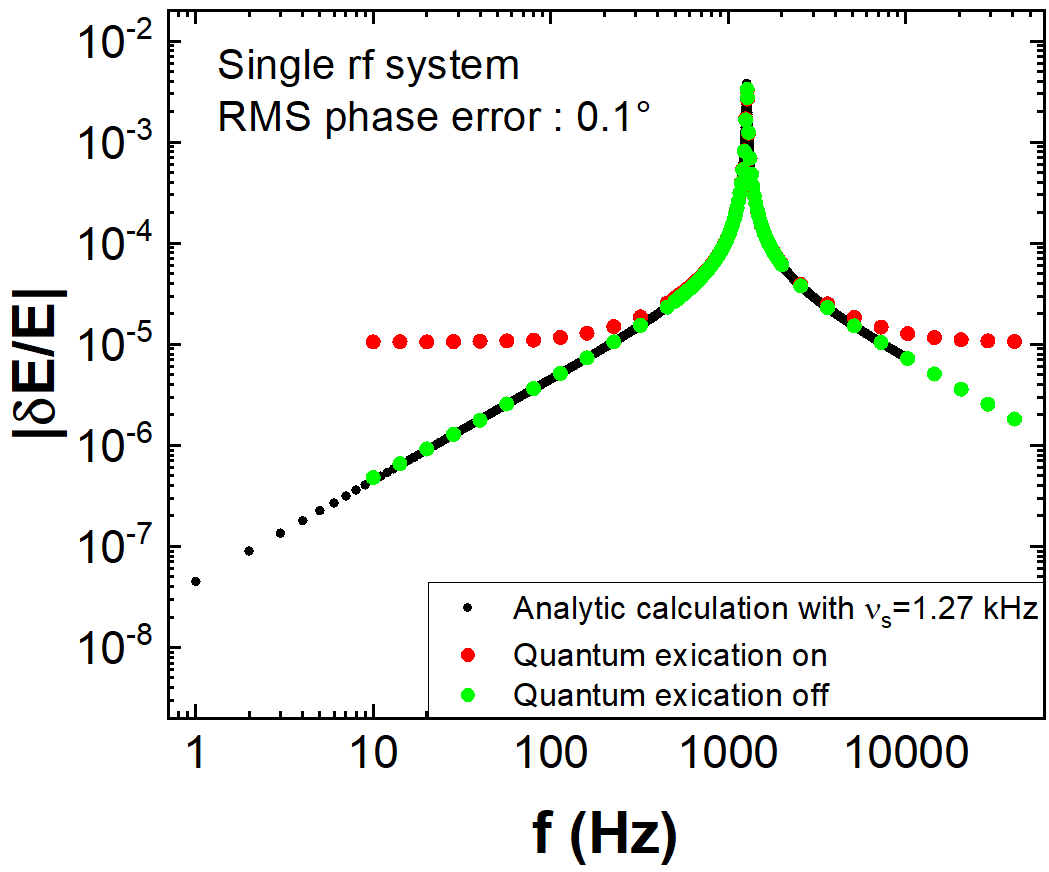 Single rf system
RMS phase error : 0.1°
10⁻²
10⁻³
10⁻⁴
10⁻⁵
10⁻⁶
10⁻⁷
10⁻⁸
|δE/E|
Analytic calculation with νₛ=1.27 kHz
Quantum exication on
Quantum exication off
1 10 100 1000 10000
f (Hz)